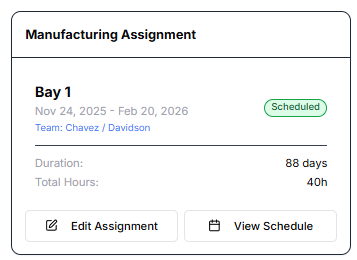 Manufacturing Assignment
Bay 1
Nov 24, 2025 - Feb 20, 2026
Scheduled
Team: Chavez / Davidson
Duration: 88 days
Total Hours: 40h
Edit Assignment View Schedule